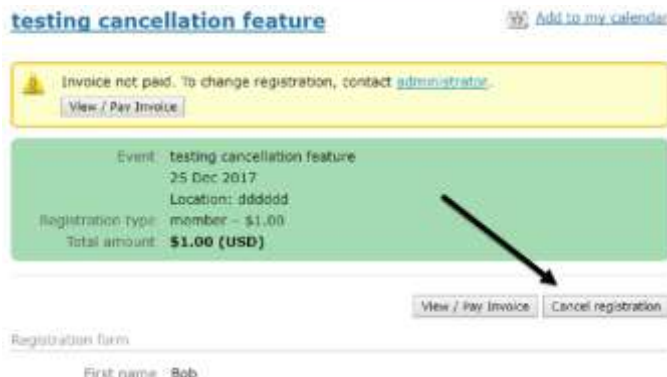 testing cancellation feature
Add to my calendar
Invoice not paid. To change registration, contact administrator.
View / Pay Invoice
Event testing cancellation feature
25 Dec 2017
Location: dddddd
Registration type member – $1.00
Total amount $1.00 (USD)
View / Pay Invoice Cancel registration
Registration form
First name Bob